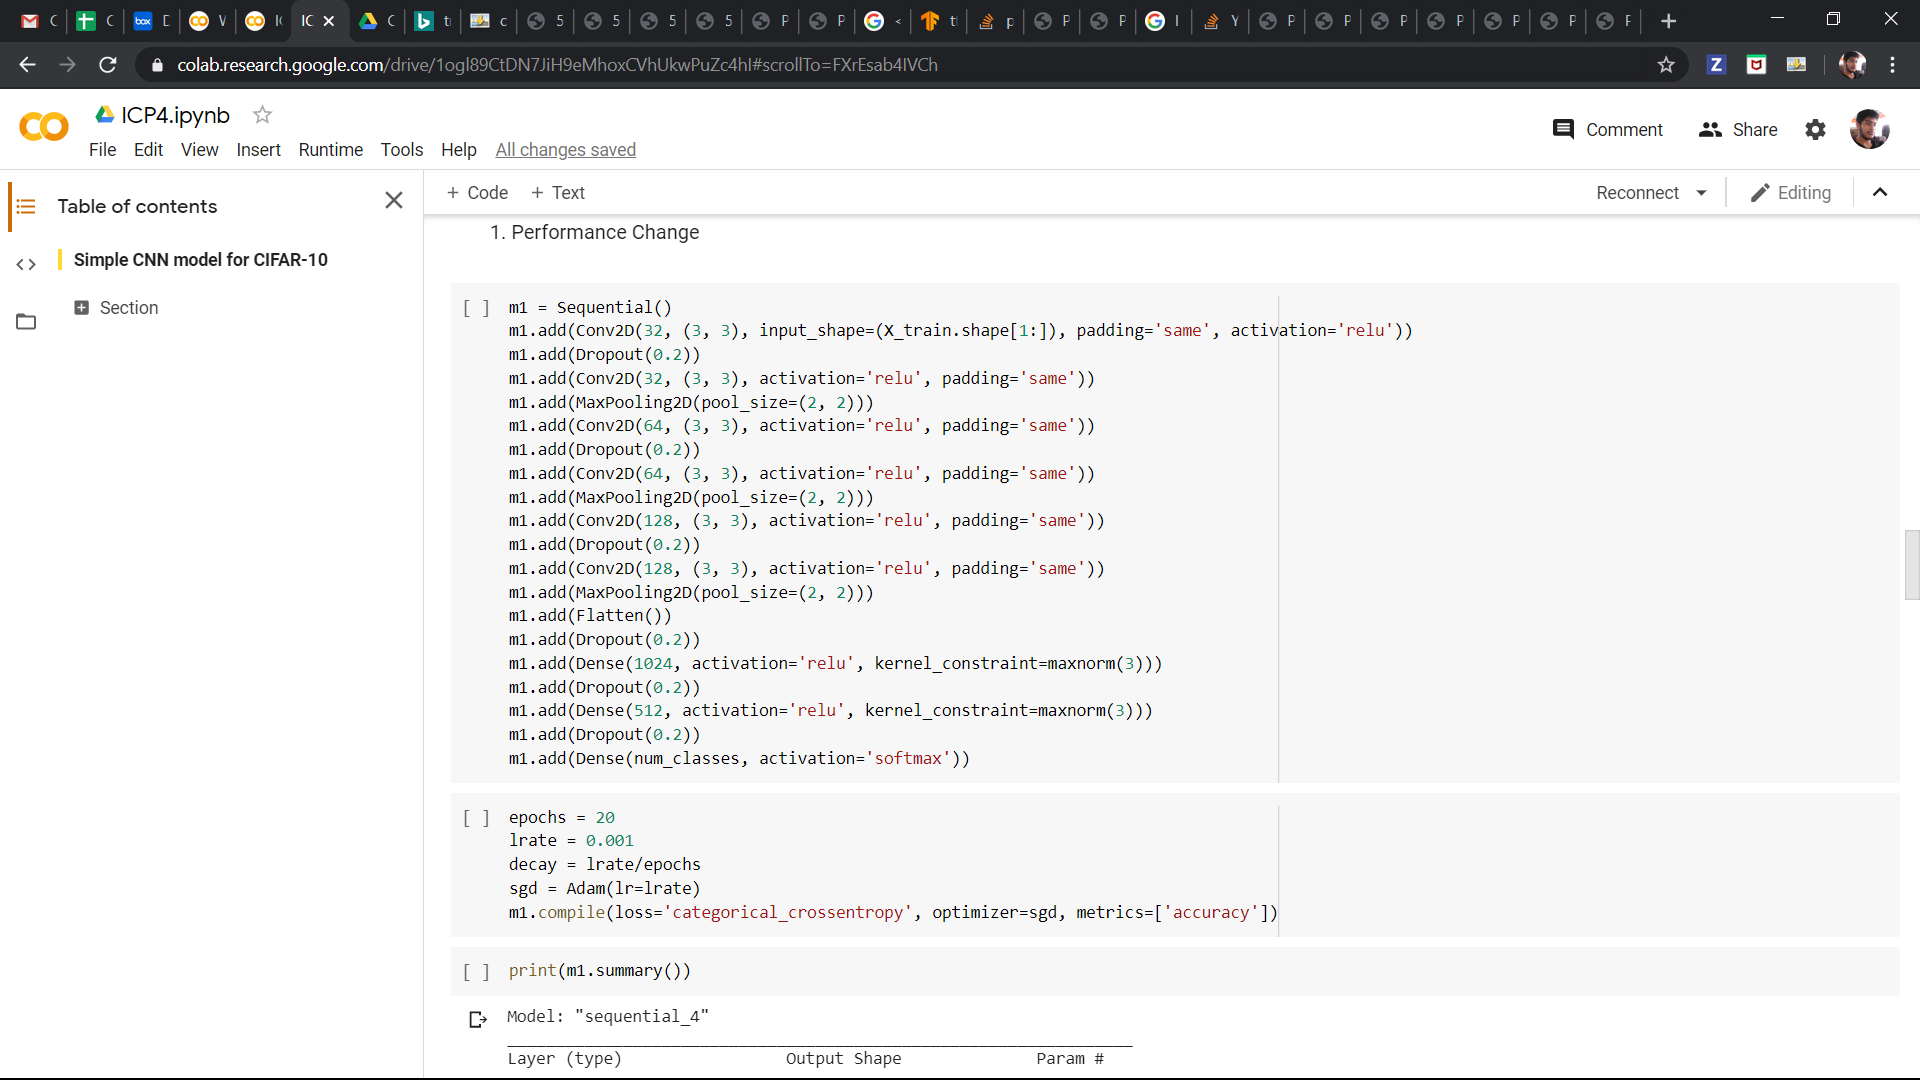 colab.research.google.com/drive/1ogl89CtDN7JiH9eMhoxCVhUkwPuZc4hI#scrollTo=FXrEsab4IVCh
ICP4.ipynb
Comment
Share
File Edit View Insert Runtime Tools Help All changes saved
Table of contents
+ Code + Text
Reconnect
Editing
Simple CNN model for CIFAR-10
Section
1. Performance Change
[ ] m1 = Sequential()
m1.add(Conv2D(32, (3, 3), input_shape=(X_train.shape[1:]), padding='same', activation='relu'))
m1.add(Dropout(0.2))
m1.add(Conv2D(32, (3, 3), activation='relu', padding='same'))
m1.add(MaxPooling2D(pool_size=(2, 2)))
m1.add(Conv2D(64, (3, 3), activation='relu', padding='same'))
m1.add(Dropout(0.2))
m1.add(Conv2D(64, (3, 3), activation='relu', padding='same'))
m1.add(MaxPooling2D(pool_size=(2, 2)))
m1.add(Conv2D(128, (3, 3), activation='relu', padding='same'))
m1.add(Dropout(0.2))
m1.add(Conv2D(128, (3, 3), activation='relu', padding='same'))
m1.add(MaxPooling2D(pool_size=(2, 2)))
m1.add(Flatten())
m1.add(Dropout(0.2))
m1.add(Dense(1024, activation='relu', kernel_constraint=maxnorm(3)))
m1.add(Dropout(0.2))
m1.add(Dense(512, activation='relu', kernel_constraint=maxnorm(3)))
m1.add(Dropout(0.2))
m1.add(Dense(num_classes, activation='softmax'))
[ ] epochs = 20
lrate = 0.001
decay = lrate/epochs
sgd = Adam(lr=lrate)
m1.compile(loss='categorical_crossentropy', optimizer=sgd, metrics=['accuracy'])
[ ] print(m1.summary())
Model: "sequential_4"
Layer (type) Output Shape Param #